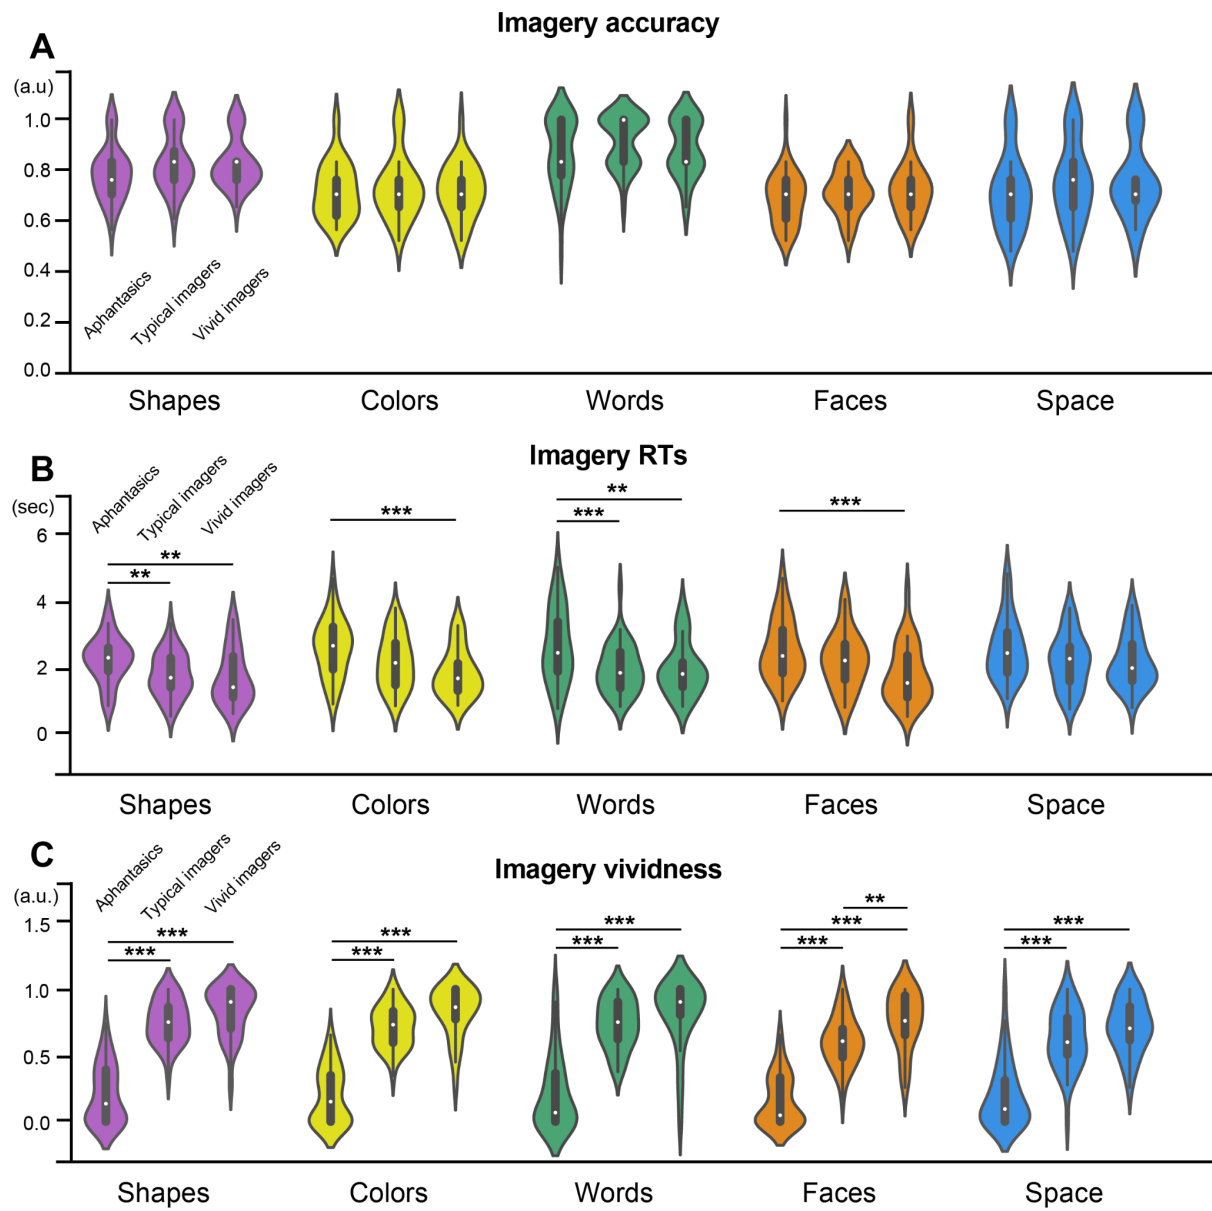 Imagery accuracy
A
(a.u)
1.0
0.8
0.6
0.4
0.2
0.0
Aphantasics
Typical imagers
Vivid imagers
Shapes Colors Words Faces Space
B
Imagery RTs
(sec)
6
4
2
0
Aphantasics
Typical imagers
Vivid imagers
**
**
***
**
***
***
Shapes Colors Words Faces Space
C
Imagery vividness
(a.u.)
1.5
1.0
0.5
0.0
Aphantasics
Typical imagers
Vivid imagers
***
***
***
***
***
***
**
***
***
***
***
Shapes Colors Words Faces Space